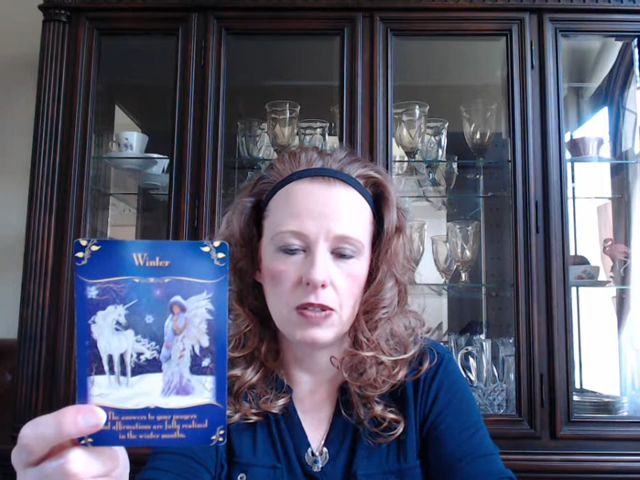 Winter
The answers to your prayers
and affirmations are fully realized
in the winter months.